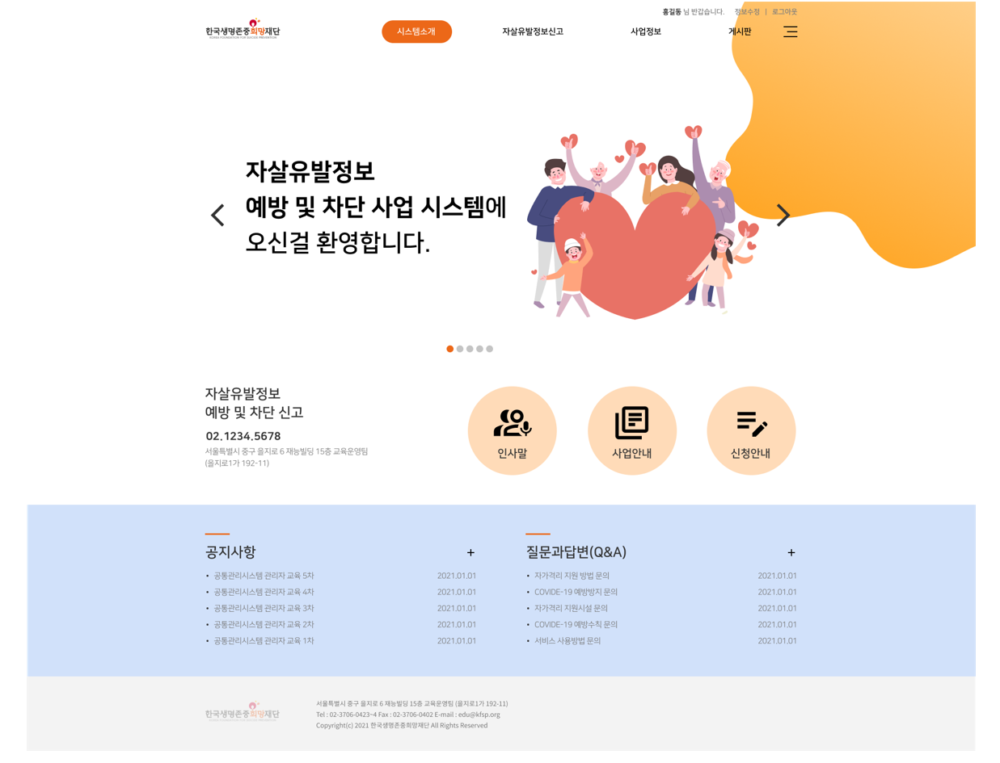 홍길동 님 반갑습니다. 정보수정 | 로그아웃
한국생명존중희망재단
KOREA FOUNDATION FOR SUICIDE PREVENTION
시스템소개 자살유발정보신고 사업정보 게시판
자살유발정보
예방 및 차단 사업 시스템에
오신걸 환영합니다.
자살유발정보
예방 및 차단 신고
02.1234.5678
서울특별시 중구 을지로 6 재능빌딩 15층 교육운영팀
(을지로1가 192-11)
인사말
사업안내
신청안내
공지사항 +
• 공통관리시스템 관리자 교육 5차 2021.01.01
• 공통관리시스템 관리자 교육 4차 2021.01.01
• 공통관리시스템 관리자 교육 3차 2021.01.01
• 공통관리시스템 관리자 교육 2차 2021.01.01
• 공통관리시스템 관리자 교육 1차 2021.01.01
질문과답변(Q&A) +
• 자가격리 지원 방법 문의 2021.01.01
• COVIDE-19 예방방지 문의 2021.01.01
• 자가격리 지원시설 문의 2021.01.01
• COVIDE-19 예방수칙 문의 2021.01.01
• 서비스 사용방법 문의 2021.01.01
한국생명존중희망재단
KOREA FOUNDATION FOR SUICIDE PREVENTION
서울특별시 중구 을지로 6 재능빌딩 15층 교육운영팀 (을지로1가 192-11)
Tel : 02-3706-0423~4 Fax : 02-3706-0402 E-mail : edu@kfsp.org
Copyright(c) 2021 한국생명존중희망재단 All Rights Reserved